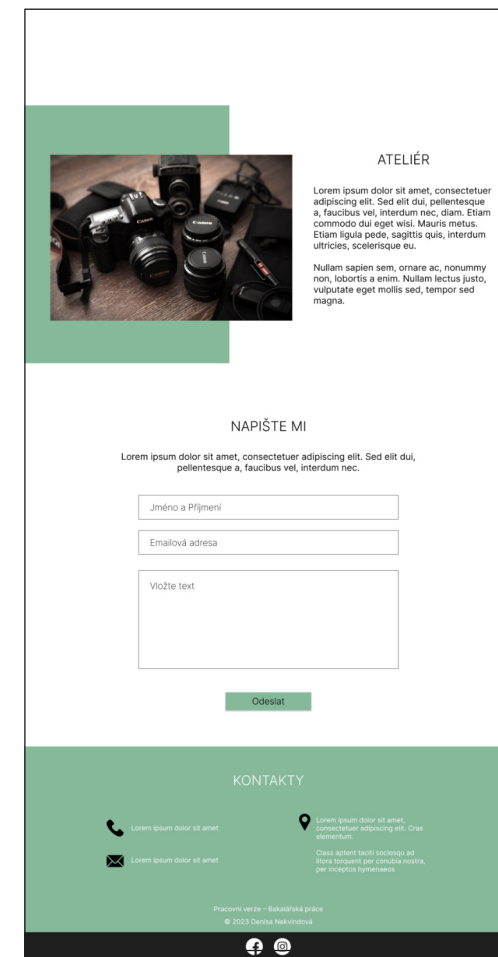 ATELIÉR
Lorem ipsum dolor sit amet, consectetuer
adipiscing elit. Sed elit dui, pellentesque
a, faucibus vel, interdum nec, diam. Etiam
commodo dui eget wisi. Mauris metus.
Etiam ligula pede, sagittis quis, interdum
ultricies, scelerisque eu.
Nullam sapien sem, ornare ac, nonummy
non, lobortis a enim. Nullam lectus justo,
vulputate eget mollis sed, tempor sed
magna.
Canon
NAPIŠTE MI
Lorem ipsum dolor sit amet, consectetuer adipiscing elit. Sed elit dui,
pellentesque a, faucibus vel, interdum nec.
Jméno a Příjmení
Emailová adresa
Vložte text
Odeslat
KONTAKTY
Lorem ipsum dolor sit amet
Lorem ipsum dolor sit amet
Lorem ipsum dolor sit amet,
consectetuer adipiscing elit. Cras
elementum.
Class aptent taciti sociosqu ad
litora torquent per conubia nostra,
per inceptos hymenaeos
Pracovní verze – Bakalářská práce
© 2023 Denisa Nekvindová